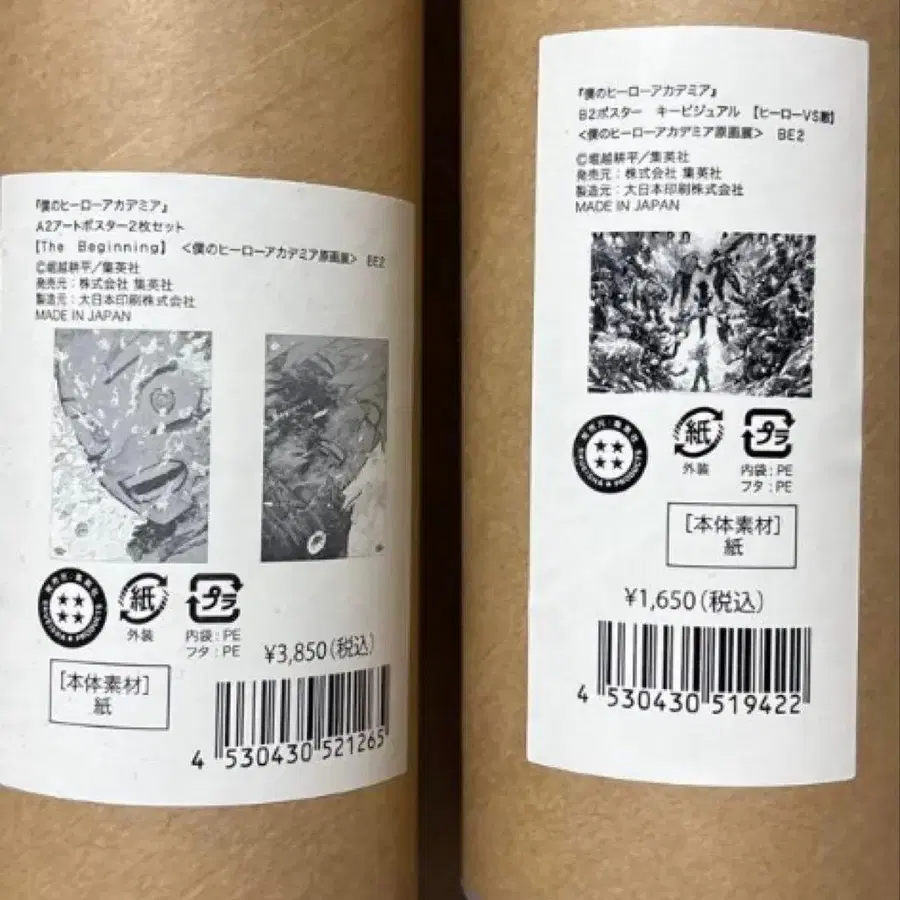 『僕のヒーローアカデミア』
A2アートポスター2枚セット
【The Beginning】 <僕のヒーローアカデミア原画展> BE2
©堀越耕平/集英社
発売元:株式会社 集英社
製造元:大日本印刷株式会社
MADE IN JAPAN
紙
外装
プラ
内袋:PE
フタ:PE
¥3,850(税込)
[本体素材]
紙
4 530430 521265
『僕のヒーローアカデミア』
B2ポスター キービジュアル 【ヒーローVS敵】
<僕のヒーローアカデミア原画展> BE2
©堀越耕平/集英社
発売元:株式会社 集英社
製造元:大日本印刷株式会社
MADE IN JAPAN
紙
外装
プラ
内袋:PE
フタ:PE
[本体素材]
紙
¥1,650(税込)
4 530430 519422